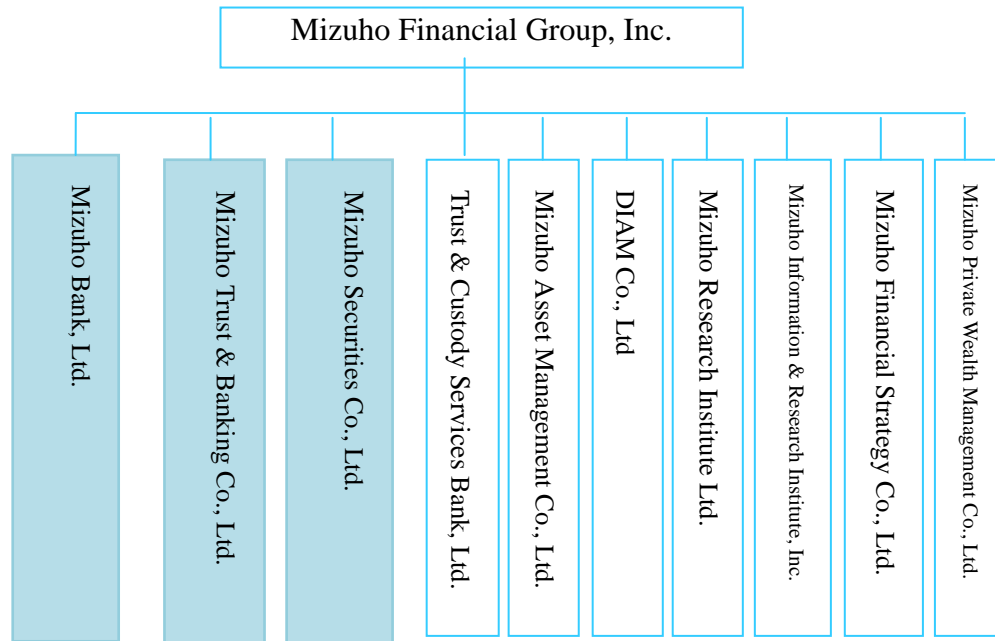 Mizuho Financial Group, Inc.
Mizuho Bank, Ltd.
Mizuho Trust & Banking Co., Ltd.
Mizuho Securities Co., Ltd.
Trust & Custody Services Bank, Ltd.
Mizuho Asset Management Co., Ltd.
DIAM Co., Ltd
Mizuho Research Institute Ltd.
Mizuho Information & Research Institute, Inc.
Mizuho Financial Strategy Co., Ltd.
Mizuho Private Wealth Management Co., Ltd.